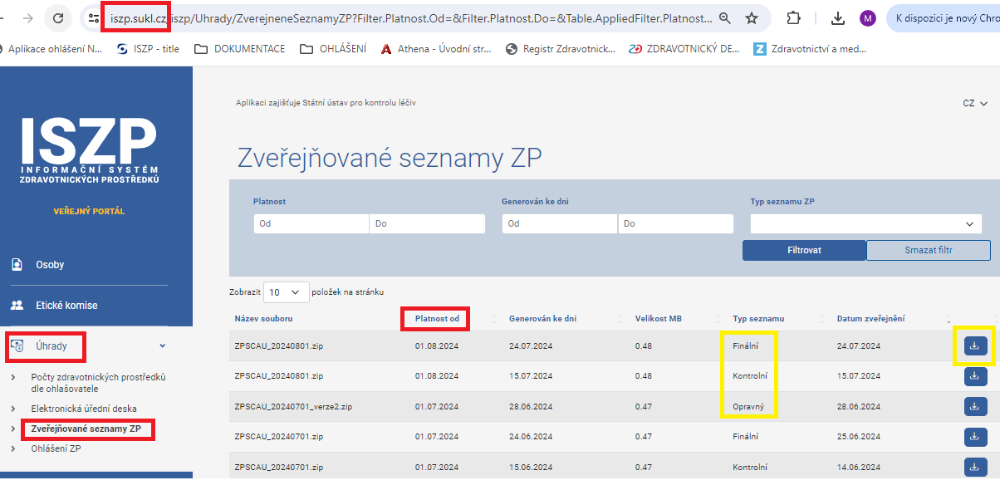 iszp.sukl.cz/iszp/Uhrady/ZverejneneSeznamyZP?Filter.Platnost.Od=&Filter.Platnost.Do=&Table.AppliedFilter.Platnost...
M
K dispozici je nový Chro
Aplikace ohlášení N...
ISZP - title
DOKUMENTACE
OHLÁŠENÍ
Athena - Úvodní str...
Registr Zdravotnick...
ZDRAVOTNICKÝ DE...
Z
Zdravotnictví a med...
ISZP
INFORMAČNÍ SYSTÉM
ZDRAVOTNICKÝCH PROSTŘEDKŮ
VEŘEJNÝ PORTÁL
Osoby
Etické komise
Úhrady
Počty zdravotnických prostředků
dle ohlašovatele
Elektronická úřední deska
Zveřejňované seznamy ZP
Ohlášení ZP
Aplikaci zajišťuje Státní ústav pro kontrolu léčiv
CZ
Zveřejňované seznamy ZP
Platnost
Generován ke dni
Typ seznamu ZP
Od Do Od Do
Filtrovat Smazat filtr
Zobrazit 10 položek na stránku
Název souboru Platnost od Generován ke dni Velikost MB Typ seznamu Datum zveřejnění
ZPSCAU_20240801.zip 01.08.2024 24.07.2024 0.48 Finální 24.07.2024
ZPSCAU_20240801.zip 01.08.2024 15.07.2024 0.48 Kontrolní 15.07.2024
ZPSCAU_20240701_verze2.zip 01.07.2024 28.06.2024 0.47 Opravný 28.06.2024
ZPSCAU_20240701.zip 01.07.2024 24.06.2024 0.47 Finální 25.06.2024
ZPSCAU_20240701.zip 01.07.2024 15.06.2024 0.47 Kontrolní 14.06.2024